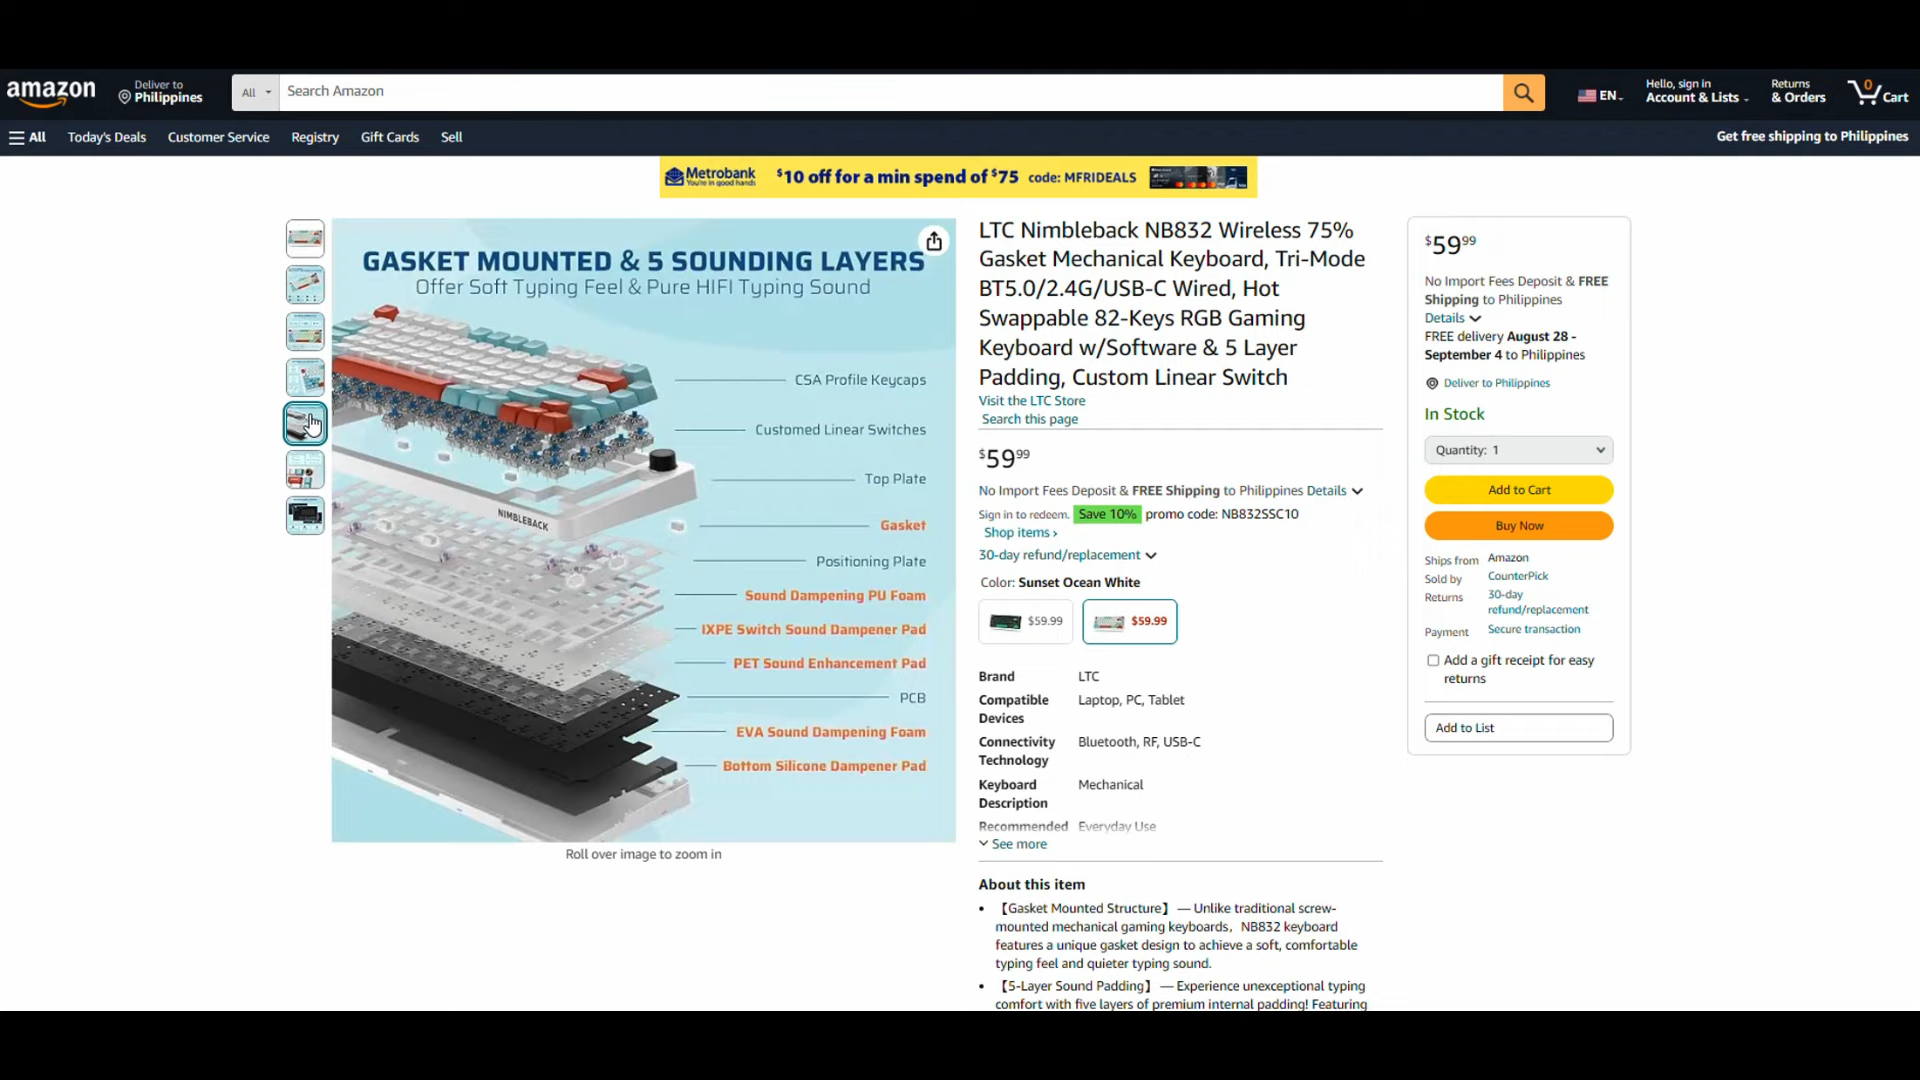 amazon
Deliver to
Philippines
All
Search Amazon
EN
Hello, sign in
Account & Lists
Returns
& Orders
0
Cart
All
Today's Deals
Customer Service
Registry
Gift Cards
Sell
Get free shipping to Philippines
Metrobank
You're in good hands
$10 off for a min spend of $75 code: MFRIDEALS
GASKET MOUNTED & 5 SOUNDING LAYERS
Offer Soft Typing Feel & Pure HIFI Typing Sound
CSA Profile Keycaps
Customed Linear Switches
Top Plate
NIMBLEBACK
Gasket
Positioning Plate
Sound Dampening PU Foam
IXPE Switch Sound Dampener Pad
PET Sound Enhancement Pad
PCB
EVA Sound Dampening Foam
Bottom Silicone Dampener Pad
Roll over image to zoom in
LTC Nimbleback NB832 Wireless 75%
Gasket Mechanical Keyboard, Tri-Mode
BT5.0/2.4G/USB-C Wired, Hot
Swappable 82-Keys RGB Gaming
Keyboard w/Software & 5 Layer
Padding, Custom Linear Switch
Visit the LTC Store
Search this page
$5999
No Import Fees Deposit & FREE Shipping to Philippines Details
Sign in to redeem. Save 10% promo code: NB832SSC10
Shop items ›
30-day refund/replacement
Color: Sunset Ocean White
$59.99
$59.99
Brand LTC
Compatible Laptop, PC, Tablet
Devices
Connectivity Bluetooth, RF, USB-C
Technology
Keyboard Mechanical
Description
Recommended Everyday Use
See more
About this item
• 【Gasket Mounted Structure】 — Unlike traditional screw-
mounted mechanical gaming keyboards，NB832 keyboard
features a unique gasket design to achieve a soft, comfortable
typing feel and quieter typing sound.
• 【5-Layer Sound Padding】 — Experience unexceptional typing
comfort with five layers of premium internal padding! Featuring
$5999
No Import Fees Deposit & FREE
Shipping to Philippines
Details
FREE delivery August 28 -
September 4 to Philippines
Deliver to Philippines
In Stock
Quantity: 1
Add to Cart
Buy Now
Ships from Amazon
Sold by CounterPick
Returns 30-day
refund/replacement
Payment Secure transaction
Add a gift receipt for easy
returns
Add to List